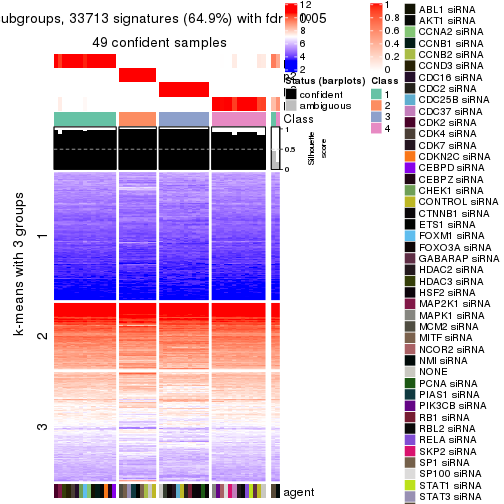 ubgroups, 33713 signatures (64.9%) with fdr 0.05
49 confident samples
12
10
8
6
4
2
1
0.8
0.6
0.4
0.2
0
Status (barplots)
confident
ambiguous
Class
1
2
3
4
Class
1
0.5
0
Silhouette
score
k-means with 3 groups
1
2
3
agent
ABL1 siRNA
AKT1 siRNA
CCNA2 siRNA
CCNB1 siRNA
CCNB2 siRNA
CCND3 siRNA
CDC16 siRNA
CDC2 siRNA
CDC25B siRNA
CDC37 siRNA
CDK2 siRNA
CDK4 siRNA
CDK7 siRNA
CDKN2C siRNA
CEBPD siRNA
CEBPZ siRNA
CHEK1 siRNA
CONTROL siRNA
CTNNB1 siRNA
ETS1 siRNA
FOXM1 siRNA
FOXO3A siRNA
GABARAP siRNA
HDAC2 siRNA
HDAC3 siRNA
HSF2 siRNA
MAP2K1 siRNA
MAPK1 siRNA
MCM2 siRNA
MITF siRNA
NCOR2 siRNA
NMI siRNA
NONE
PCNA siRNA
PIAS1 siRNA
PIK3CB siRNA
RB1 siRNA
RBL2 siRNA
RELA siRNA
SKP2 siRNA
SP1 siRNA
SP100 siRNA
STAT1 siRNA
STAT3 siRNA